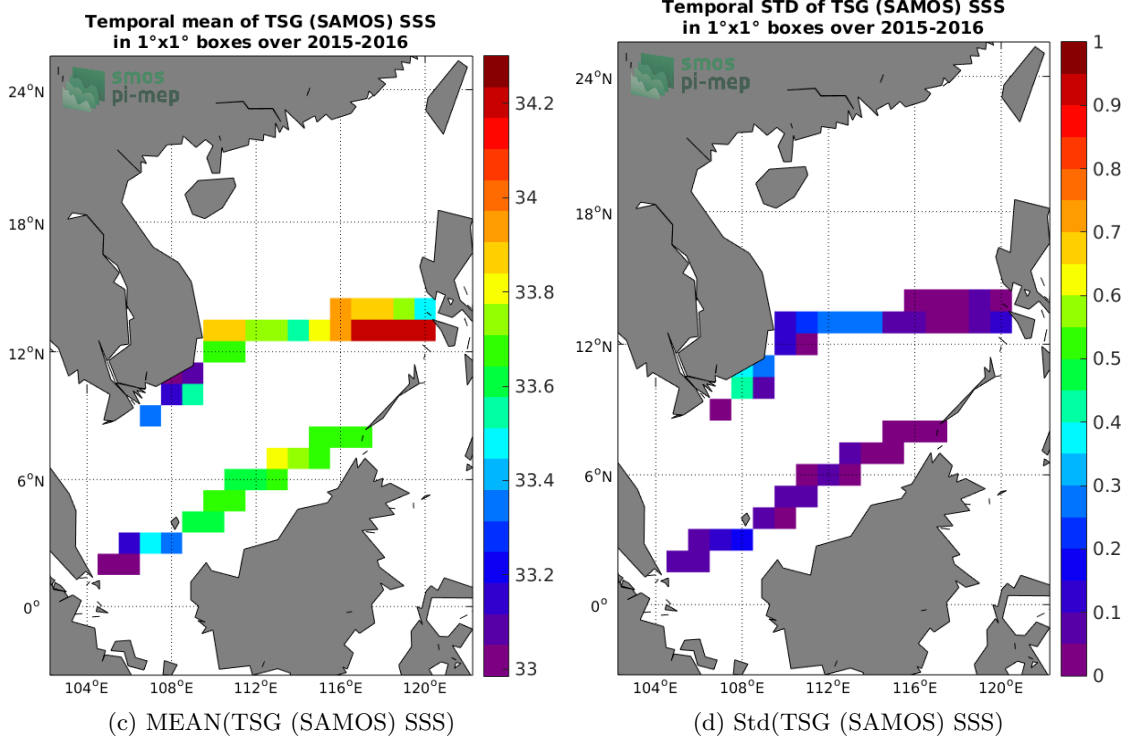 Temporal mean of TSG (SAMOS) SSS
in 1°x1° boxes over 2015-2016
smos
pi-mep
24°N
18°N
12°N
6°N
0°
104°E
108°E
112°E
116°E
120°E
34.2
34
33.8
33.6
33.4
33.2
33
(c) MEAN(TSG (SAMOS) SSS)
Temporal STD of TSG (SAMOS) SSS
in 1°x1° boxes over 2015-2016
smos
pi-mep
24°N
18°N
12°N
6°N
0°
104°E
108°E
112°E
116°E
120°E
1
0.9
0.8
0.7
0.6
0.5
0.4
0.3
0.2
0.1
0
(d) Std(TSG (SAMOS) SSS)